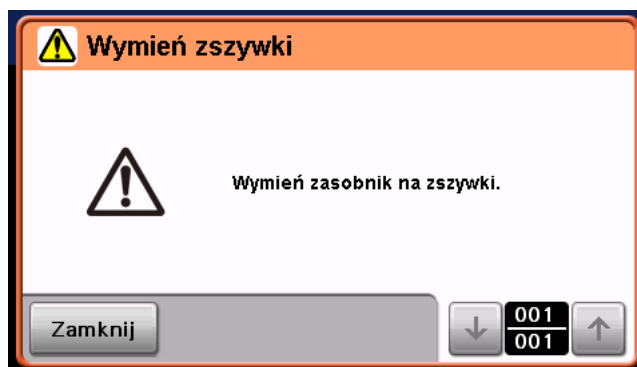 Wymień zszywki
Wymień zasobnik na zszywki.
Zamknij
001
001